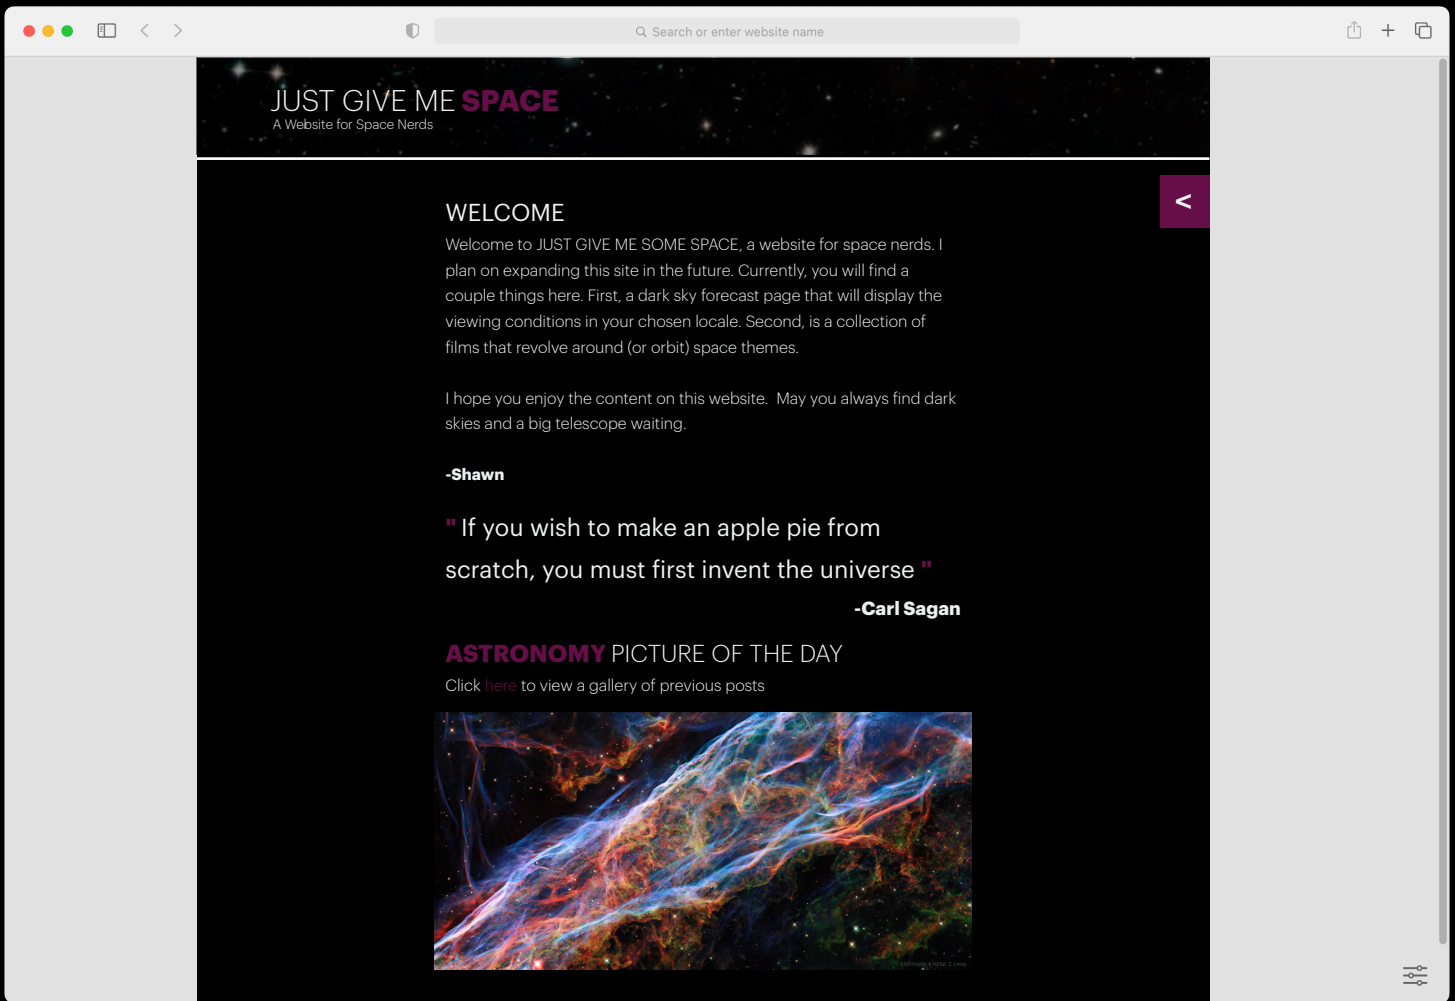 Search or enter website name
JUST GIVE ME SPACE
A Website for Space Nerds
<
WELCOME
Welcome to JUST GIVE ME SOME SPACE, a website for space nerds. I
plan on expanding this site in the future. Currently, you will find a
couple things here. First, a dark sky forecast page that will display the
viewing conditions in your chosen locale. Second, is a collection of
films that revolve around (or orbit) space themes.
I hope you enjoy the content on this website.  May you always find dark
skies and a big telescope waiting.
-Shawn
" If you wish to make an apple pie from
scratch, you must first invent the universe "
-Carl Sagan
ASTRONOMY PICTURE OF THE DAY
Click here to view a gallery of previous posts